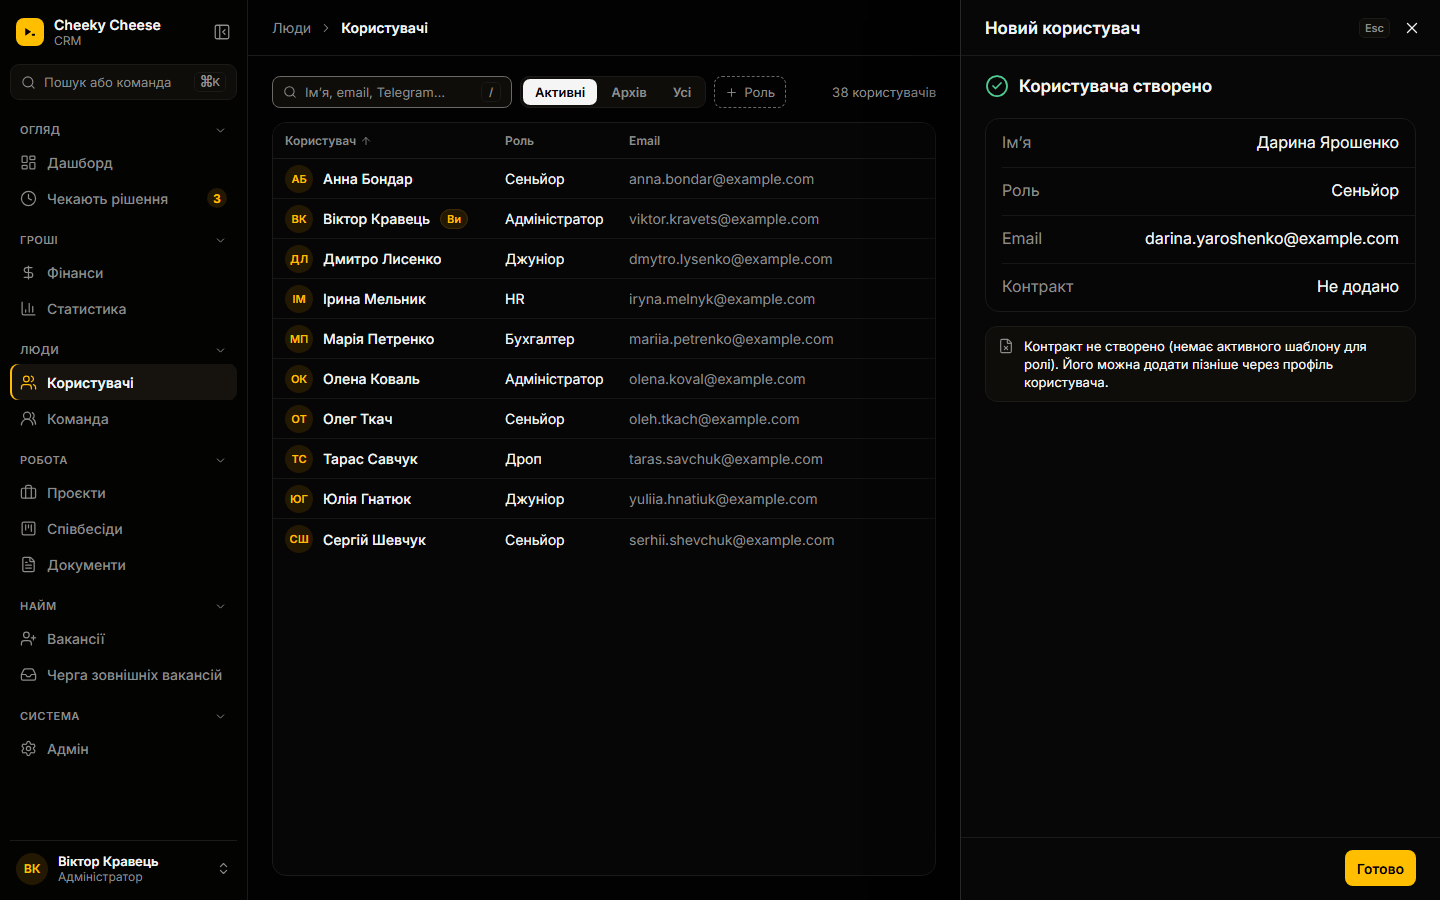 Cheeky Cheese
CRM
Пошук або команда
⌘K
ОГЛЯД
Дашборд
Чекають рішення
3
ГРОШІ
Фінанси
Статистика
ЛЮДИ
Користувачі
Команда
РОБОТА
Проєкти
Співбесіди
Документи
НАЙМ
Вакансії
Черга зовнішніх вакансій
СИСТЕМА
Адмін
ВК
Віктор Кравець
Адміністратор
Люди
Користувачі
Ім’я, email, Telegram...
/
Активні
Архів
Усі
Роль
38 користувачів
Користувач
Роль
Email
АБ Анна Бондар Сеньйор anna.bondar@example.com
ВК Віктор Кравець Ви Адміністратор viktor.kravets@example.com
ДЛ Дмитро Лисенко Джуніор dmytro.lysenko@example.com
ІМ Ірина Мельник HR iryna.melnyk@example.com
МП Марія Петренко Бухгалтер mariia.petrenko@example.com
ОК Олена Коваль Адміністратор olena.koval@example.com
ОТ Олег Ткач Сеньйор oleh.tkach@example.com
ТС Тарас Савчук Дроп taras.savchuk@example.com
ЮГ Юлія Гнатюк Джуніор yuliia.hnatiuk@example.com
СШ Сергій Шевчук Сеньйор serhii.shevchuk@example.com
Новий користувач
Esc
Користувача створено
Ім’я Дарина Ярошенко
Роль Сеньйор
Email darina.yaroshenko@example.com
Контракт Не додано
Контракт не створено (немає активного шаблону для
ролі). Його можна додати пізніше через профіль
користувача.
Готово